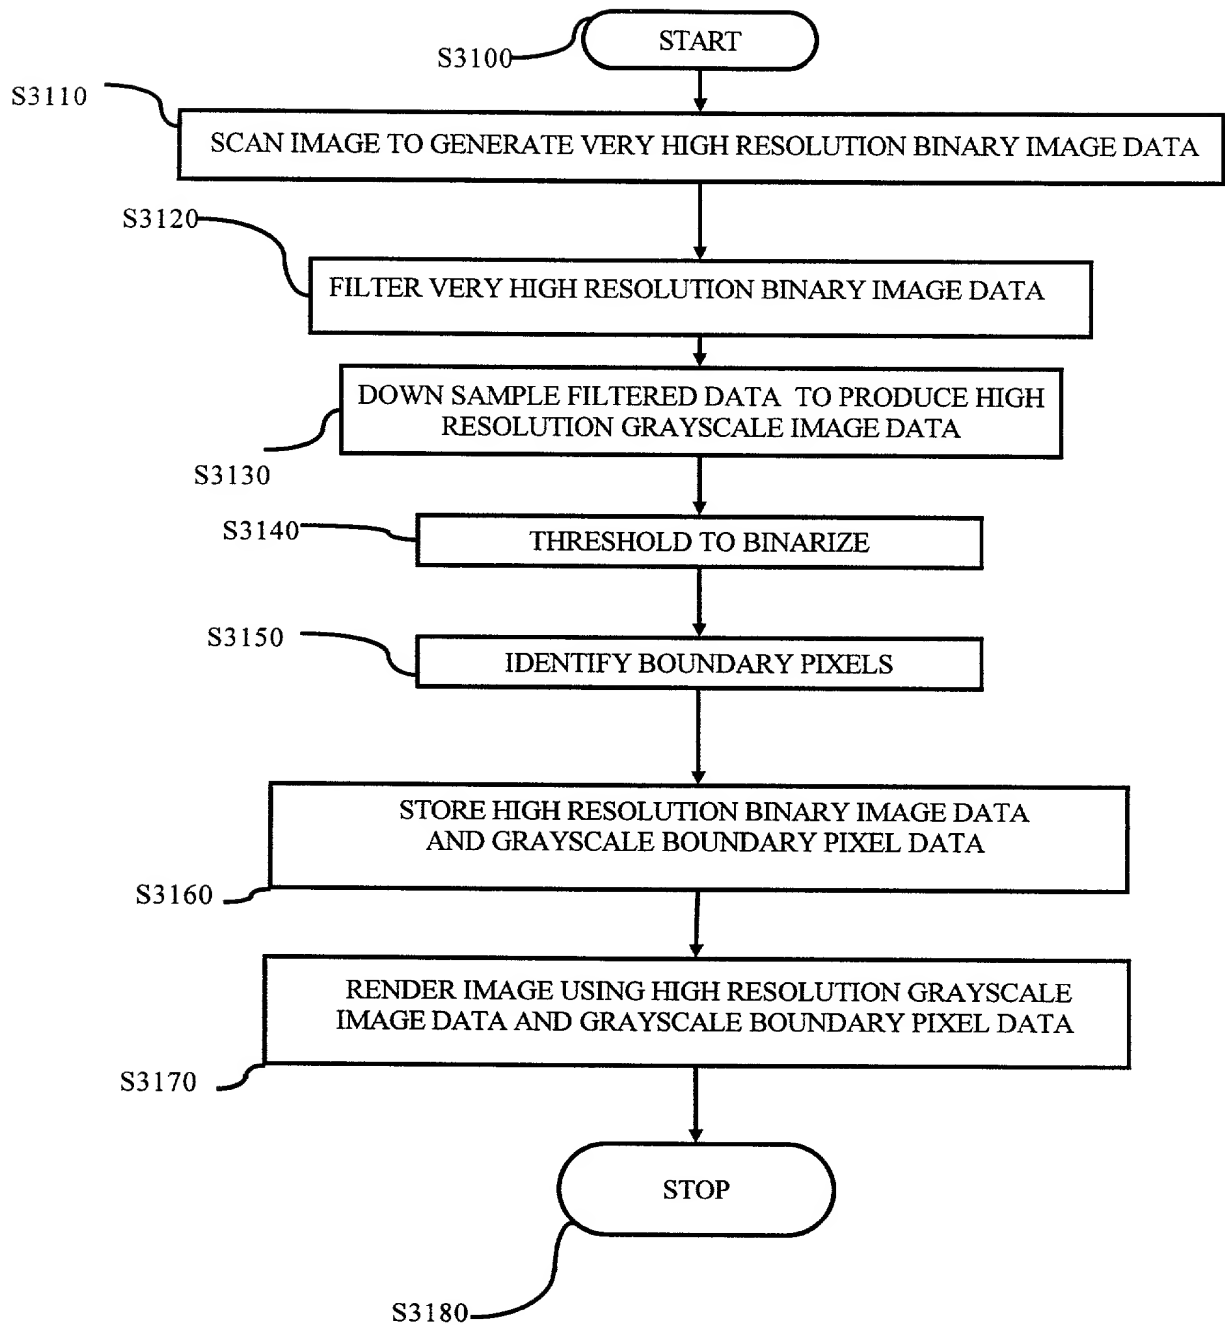 START
S3100
S3110
SCAN IMAGE TO GENERATE VERY HIGH RESOLUTION BINARY IMAGE DATA
S3120
FILTER VERY HIGH RESOLUTION BINARY IMAGE DATA
DOWN SAMPLE FILTERED DATA TO PRODUCE HIGH
RESOLUTION GRAYSCALE IMAGE DATA
S3130
S3140
THRESHOLD TO BINARIZE
S3150
IDENTIFY BOUNDARY PIXELS
STORE HIGH RESOLUTION BINARY IMAGE DATA
AND GRAYSCALE BOUNDARY PIXEL DATA
S3160
RENDER IMAGE USING HIGH RESOLUTION GRAYSCALE
IMAGE DATA AND GRAYSCALE BOUNDARY PIXEL DATA
S3170
STOP
S3180